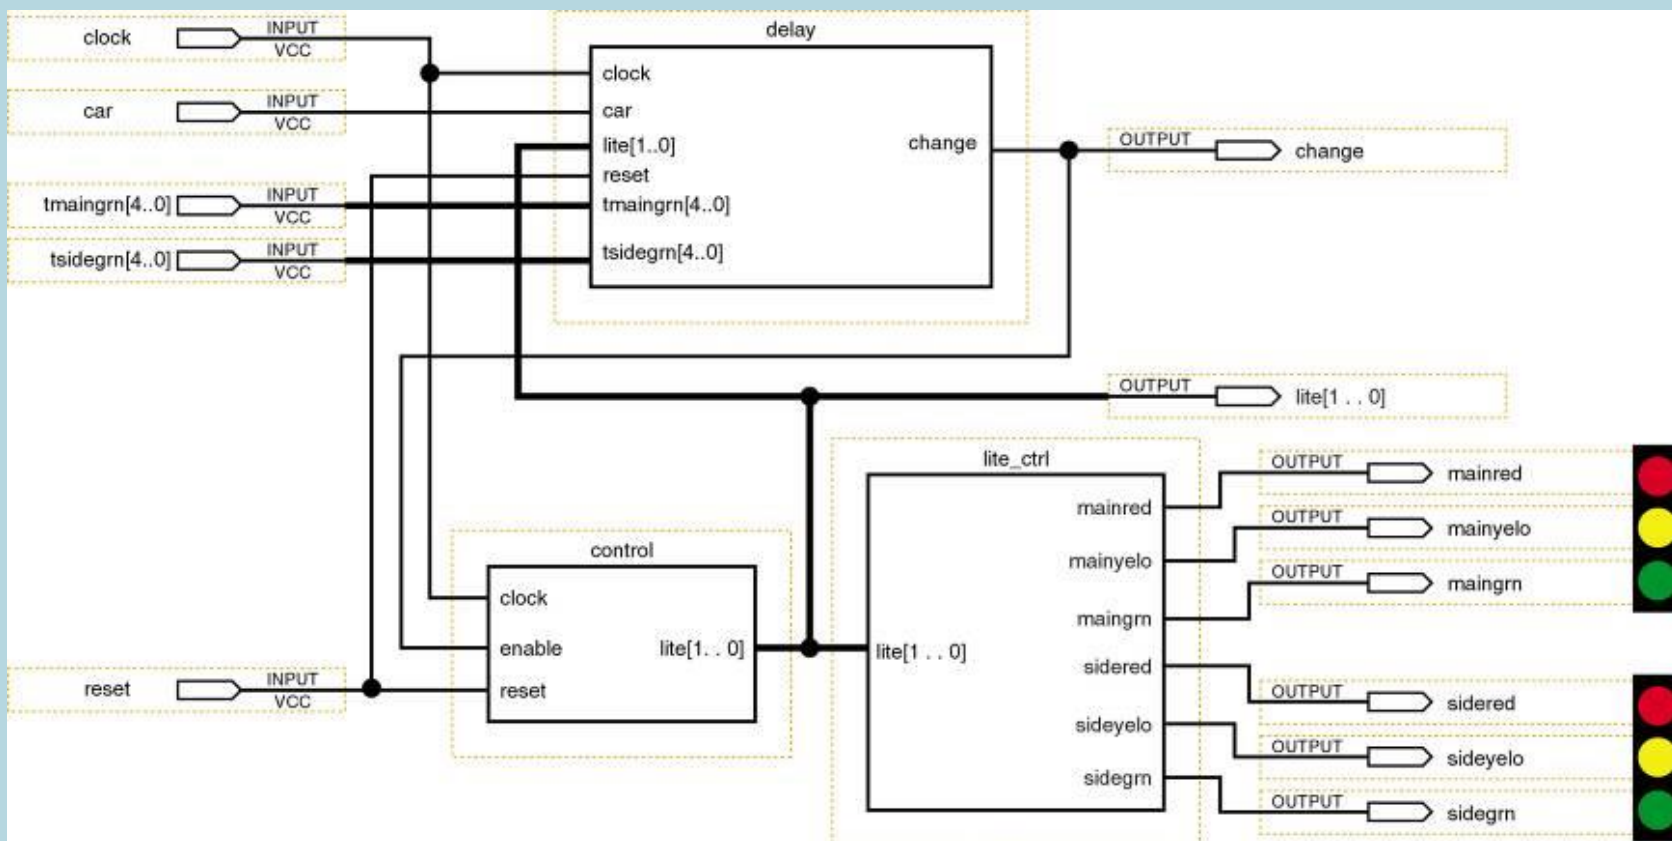 clock INPUT VCC
car INPUT VCC
tmaingrn[4..0] INPUT VCC
tsidegrn[4..0] INPUT VCC
reset INPUT VCC
delay
clock
car
lite[1..0]
reset
tmaingrn[4..0]
tsidegrn[4..0]
change
OUTPUT change
OUTPUT lite[1 . . 0]
control
clock
enable
reset
lite[1. . 0]
lite_ctrl
lite[1 . . 0]
mainred
mainyelo
maingrn
sidered
sideyelo
sidegrn
OUTPUT mainred
OUTPUT mainyelo
OUTPUT maingrn
OUTPUT sidered
OUTPUT sideyelo
OUTPUT sidegrn